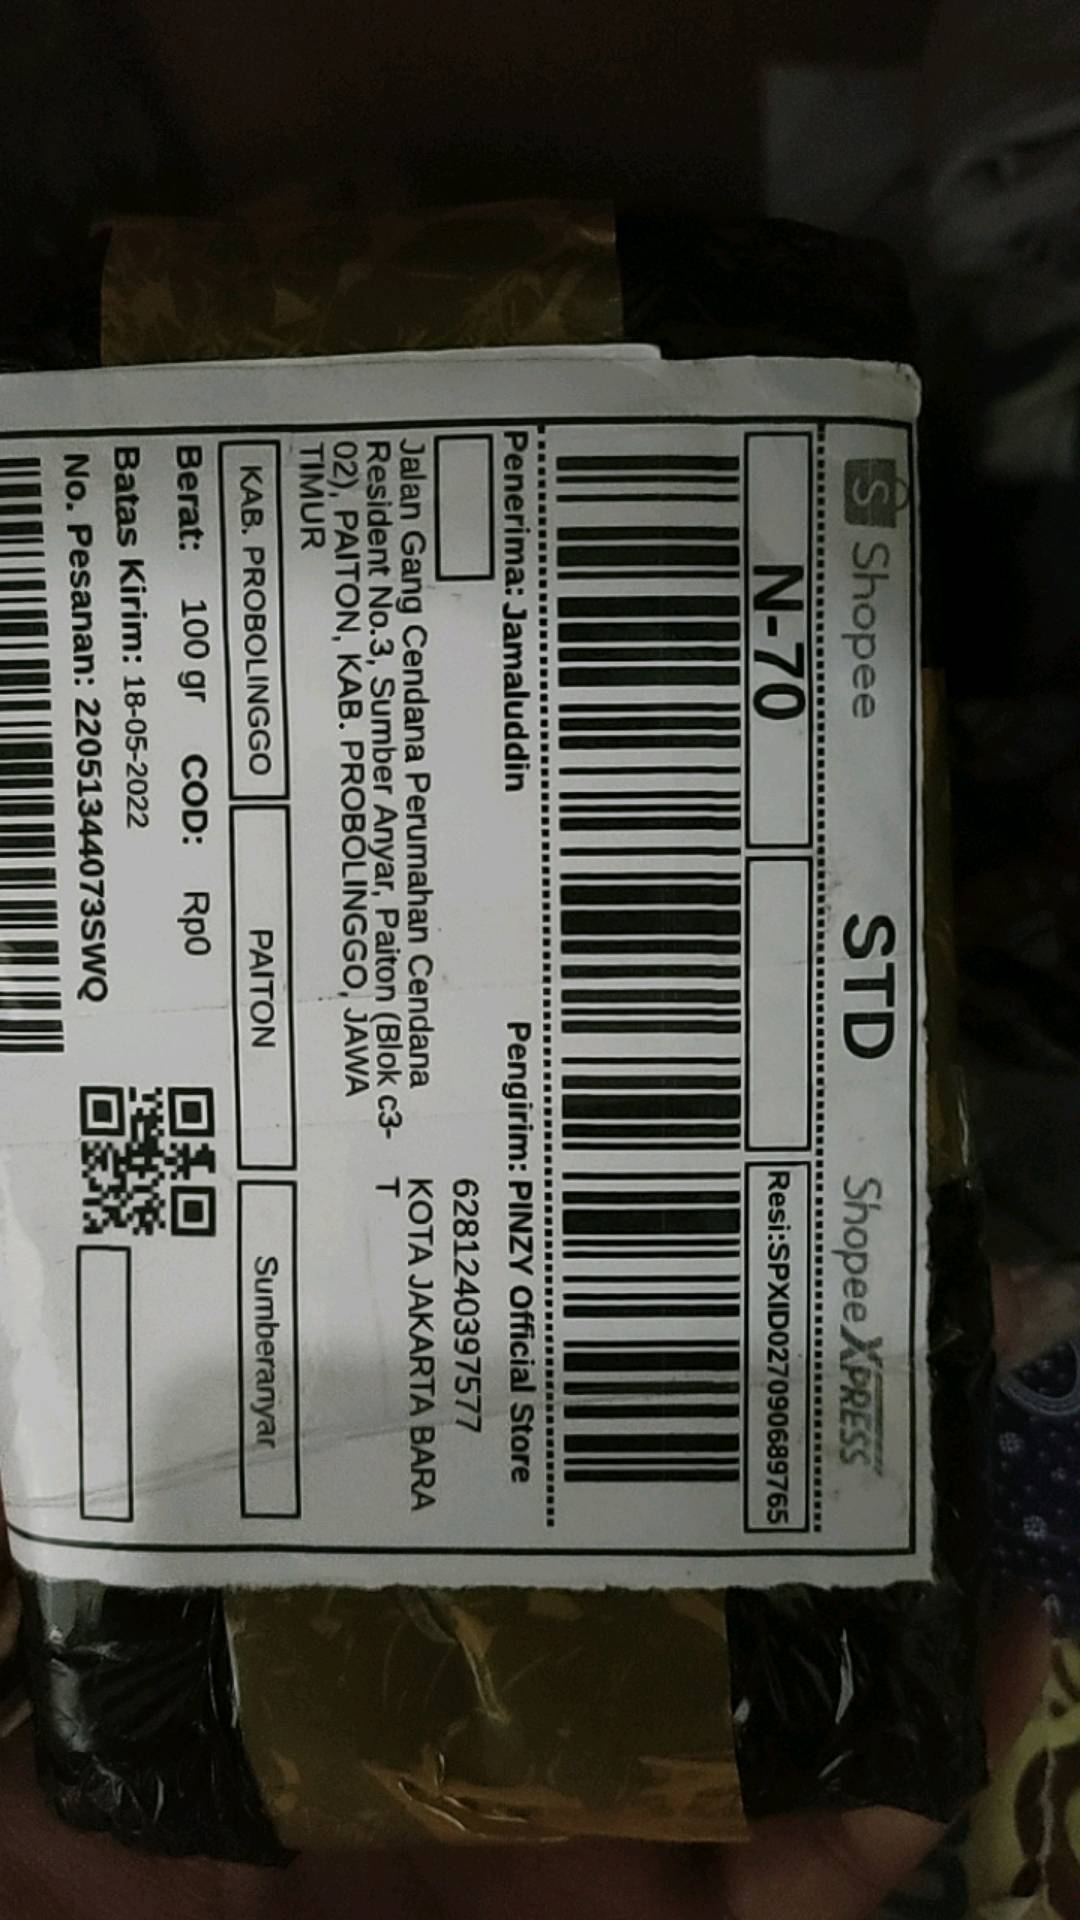 Shopee STD Shopee XPRESS
N-70 Resi:SPXID027090689765
Penerima: Jamaluddin Pengirim: PINZY Official Store
6281240397577
Jalan Gang Cendana Perumahan Cendana KOTA JAKARTA BARA
Resident No.3, Sumber Anyar, Paiton (Blok c3- T
02), PAITON, KAB. PROBOLINGGO, JAWA
TIMUR
KAB. PROBOLINGGO PAITON Sumberanyar
Berat: 100 gr COD: Rp0
Batas Kirim: 18-05-2022
No. Pesanan: 22051344073SWQ